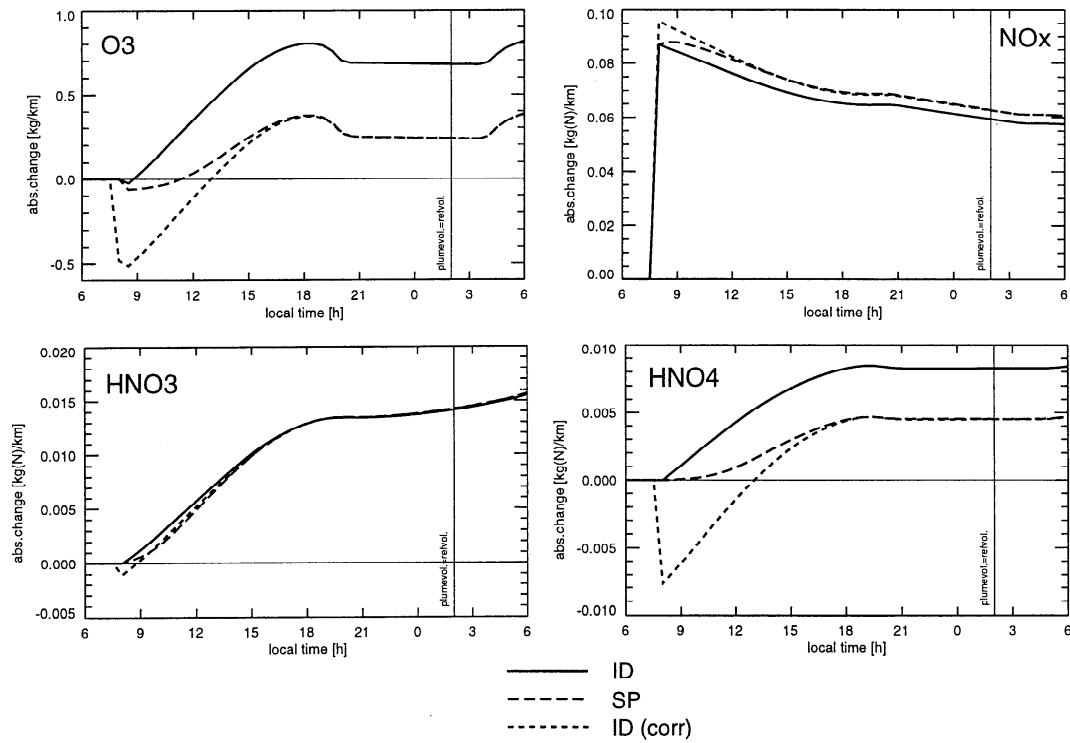 O3
abs.change [kg/km]
1.0
0.5
0.0
-0.5
plumevol.=refvol.
6 9 12 15 18 21 0 3 6
local time [h]
NOx
abs.change [kg(N)/km]
0.10
0.08
0.06
0.04
0.02
0.00
plumevol.=refvol.
6 9 12 15 18 21 0 3 6
local time [h]
HNO3
abs.change [kg(N)/km]
0.020
0.015
0.010
0.005
0.000
-0.005
plumevol.=refvol.
6 9 12 15 18 21 0 3 6
local time [h]
HNO4
abs.change [kg(N)/km]
0.010
0.005
0.000
-0.005
-0.010
plumevol.=refvol.
6 9 12 15 18 21 0 3 6
local time [h]
ID
SP
ID (corr)